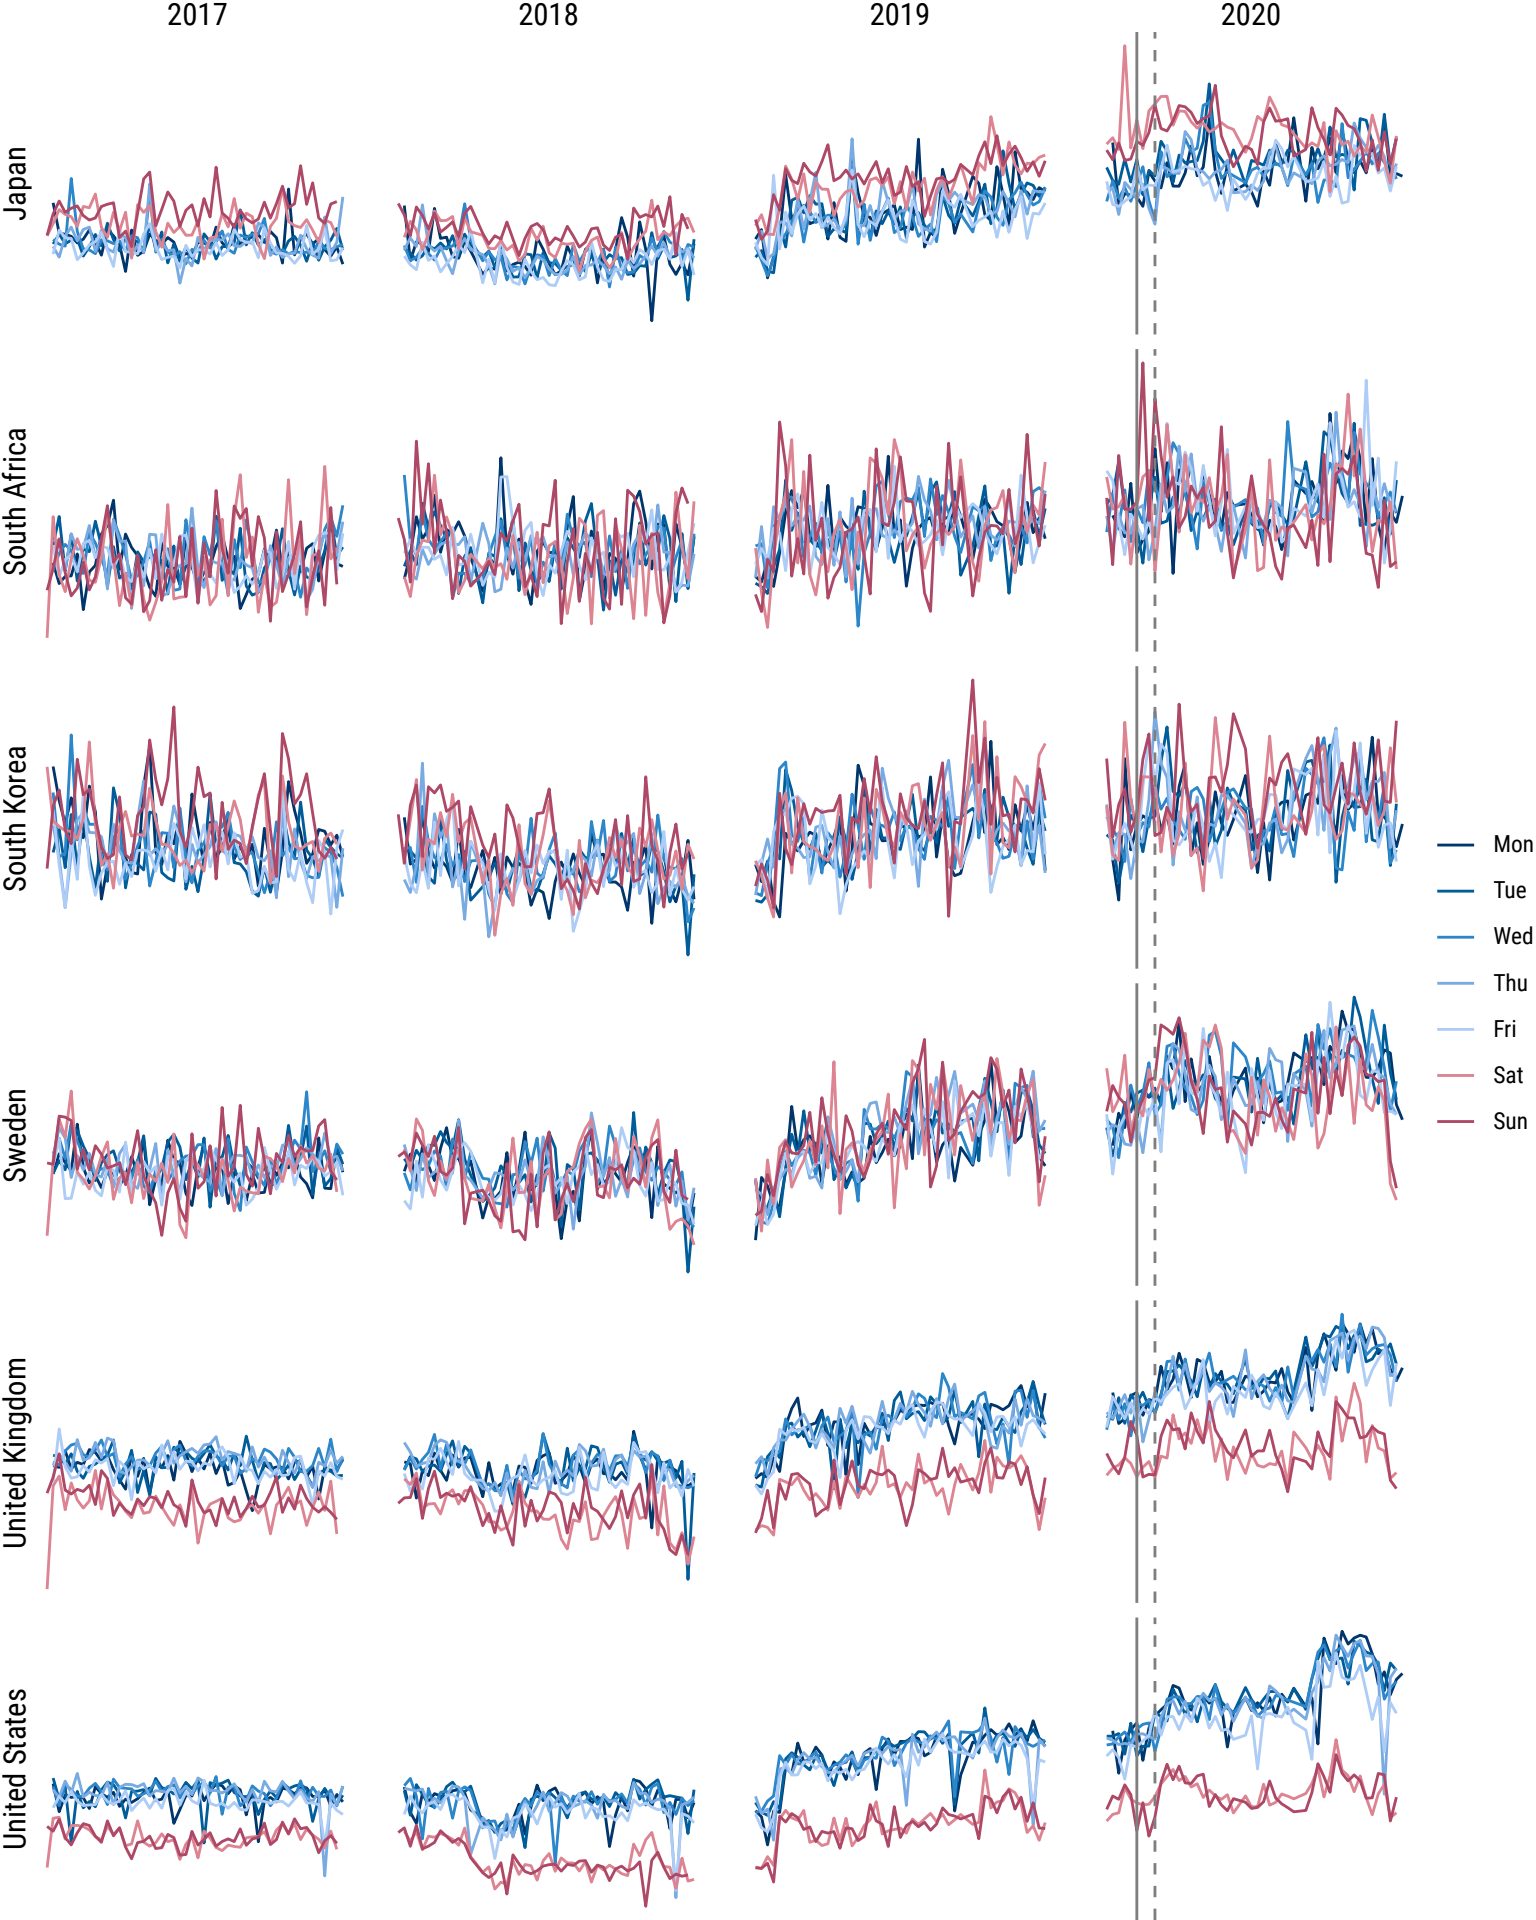 2017 2018 2019 2020
Japan
South Africa
South Korea
Sweden
United Kingdom
United States
Mon
Tue
Wed
Thu
Fri
Sat
Sun